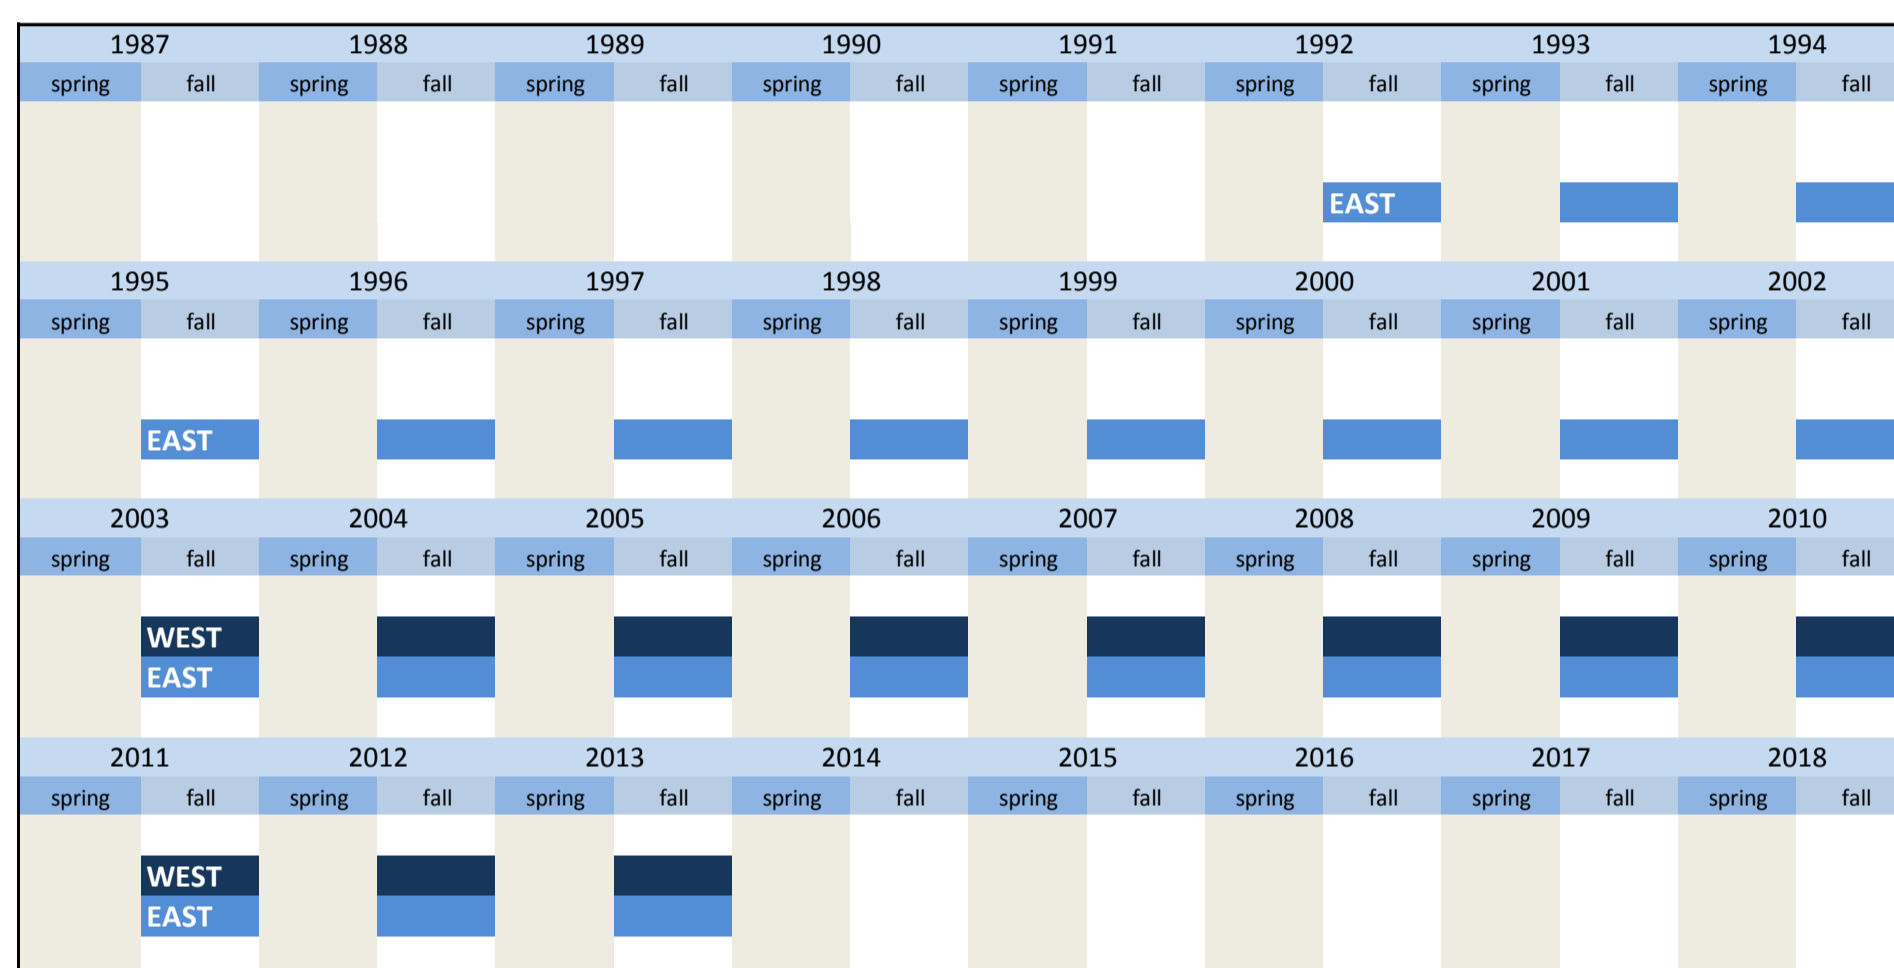 1987 1988 1989 1990 1991 1992 1993 1994
spring fall spring fall spring fall spring fall spring fall spring fall spring fall spring fall
EAST
1995 1996 1997 1998 1999 2000 2001 2002
spring fall spring fall spring fall spring fall spring fall spring fall spring fall spring fall
EAST
2003 2004 2005 2006 2007 2008 2009 2010
spring fall spring fall spring fall spring fall spring fall spring fall spring fall spring fall
WEST
EAST
2011 2012 2013 2014 2015 2016 2017 2018
spring fall spring fall spring fall spring fall spring fall spring fall spring fall spring fall
WEST
EAST